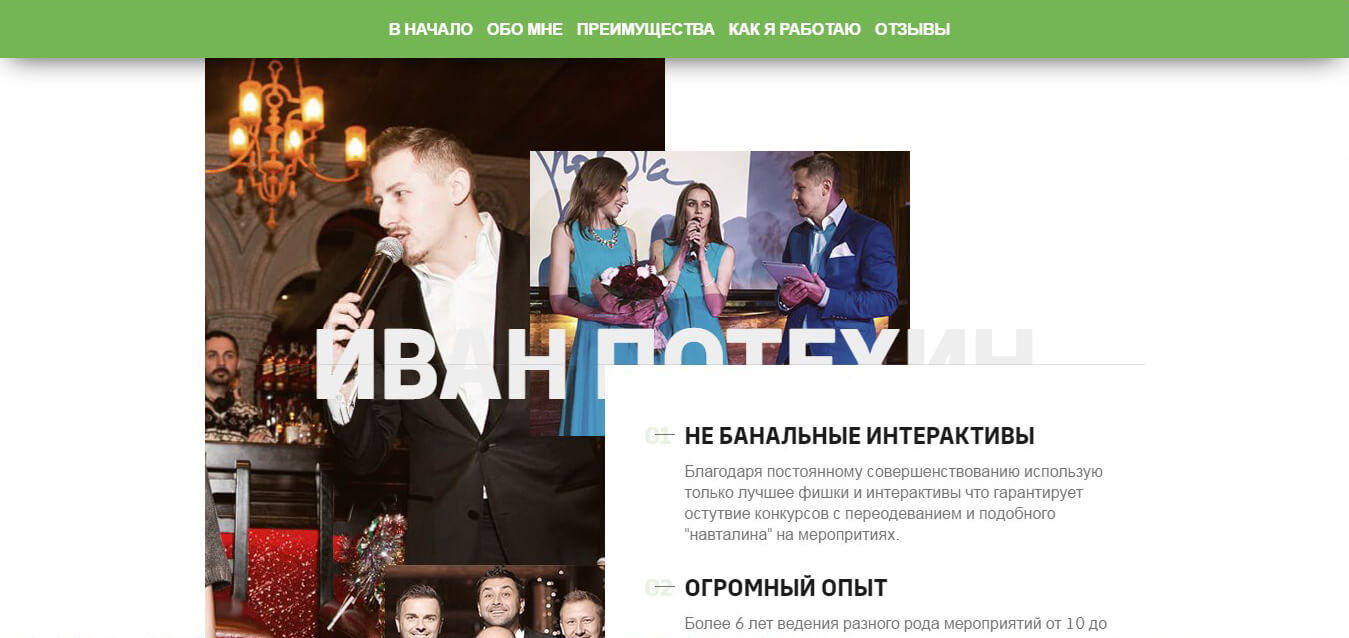 В НАЧАЛО ОБО МНЕ ПРЕИМУЩЕСТВА КАК Я РАБОТАЮ ОТЗЫВЫ
ИВАН ПОТЕХИН
01 НЕ БАНАЛЬНЫЕ ИНТЕРАКТИВЫ
Благодаря постоянному совершенствованию использую
только лучшее фишки и интерактивы что гарантирует
остутвие конкурсов с переодеванием и подобного
"навталина" на меропритиях.
02 ОГРОМНЫЙ ОПЫТ
Более 6 лет ведения разного рода мероприятий от 10 до